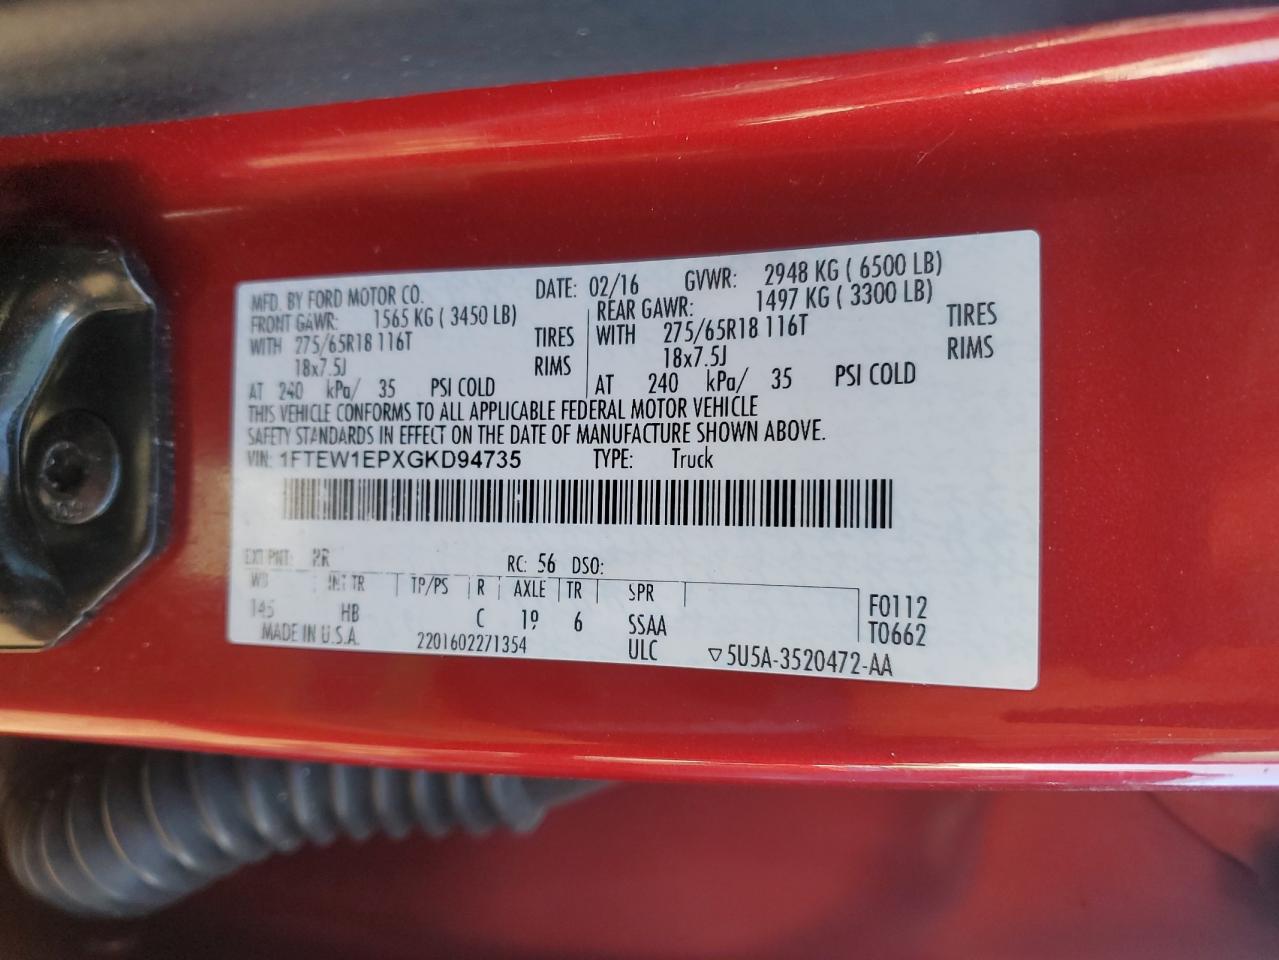 MFD. BY FORD MOTOR CO. DATE: 02/16 GVWR: 2948 KG ( 6500 LB)
FRONT GAWR: 1565 KG ( 3450 LB) REAR GAWR: 1497 KG ( 3300 LB)
WITH 275/65R18 116T TIRES WITH 275/65R18 116T TIRES
18x7.5J RIMS 18x7.5J RIMS
AT 240 kPa/ 35 PSI COLD AT 240 kPa/ 35 PSI COLD
THIS VEHICLE CONFORMS TO ALL APPLICABLE FEDERAL MOTOR VEHICLE
SAFETY STANDARDS IN EFFECT ON THE DATE OF MANUFACTURE SHOWN ABOVE.
VIN: 1FTEW1EPXGKD94735 TYPE: Truck
EXT PNT: RR RC: 56 DSO:
WB INT TR TP/PS R AXLE TR SPR
145 HB C 19 6 SSAA F0112
ULC T0662
MADE IN U.S.A. 2201602271354 ▽5U5A-3520472-AA